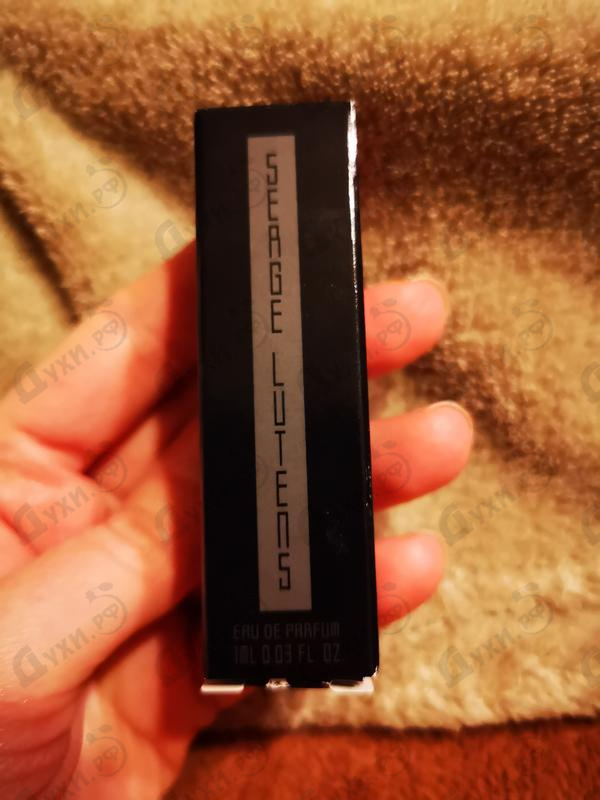 SERGE LUTENS
EAU DE PARFUM
1ML 0.03 FL. OZ.
Духи.рф